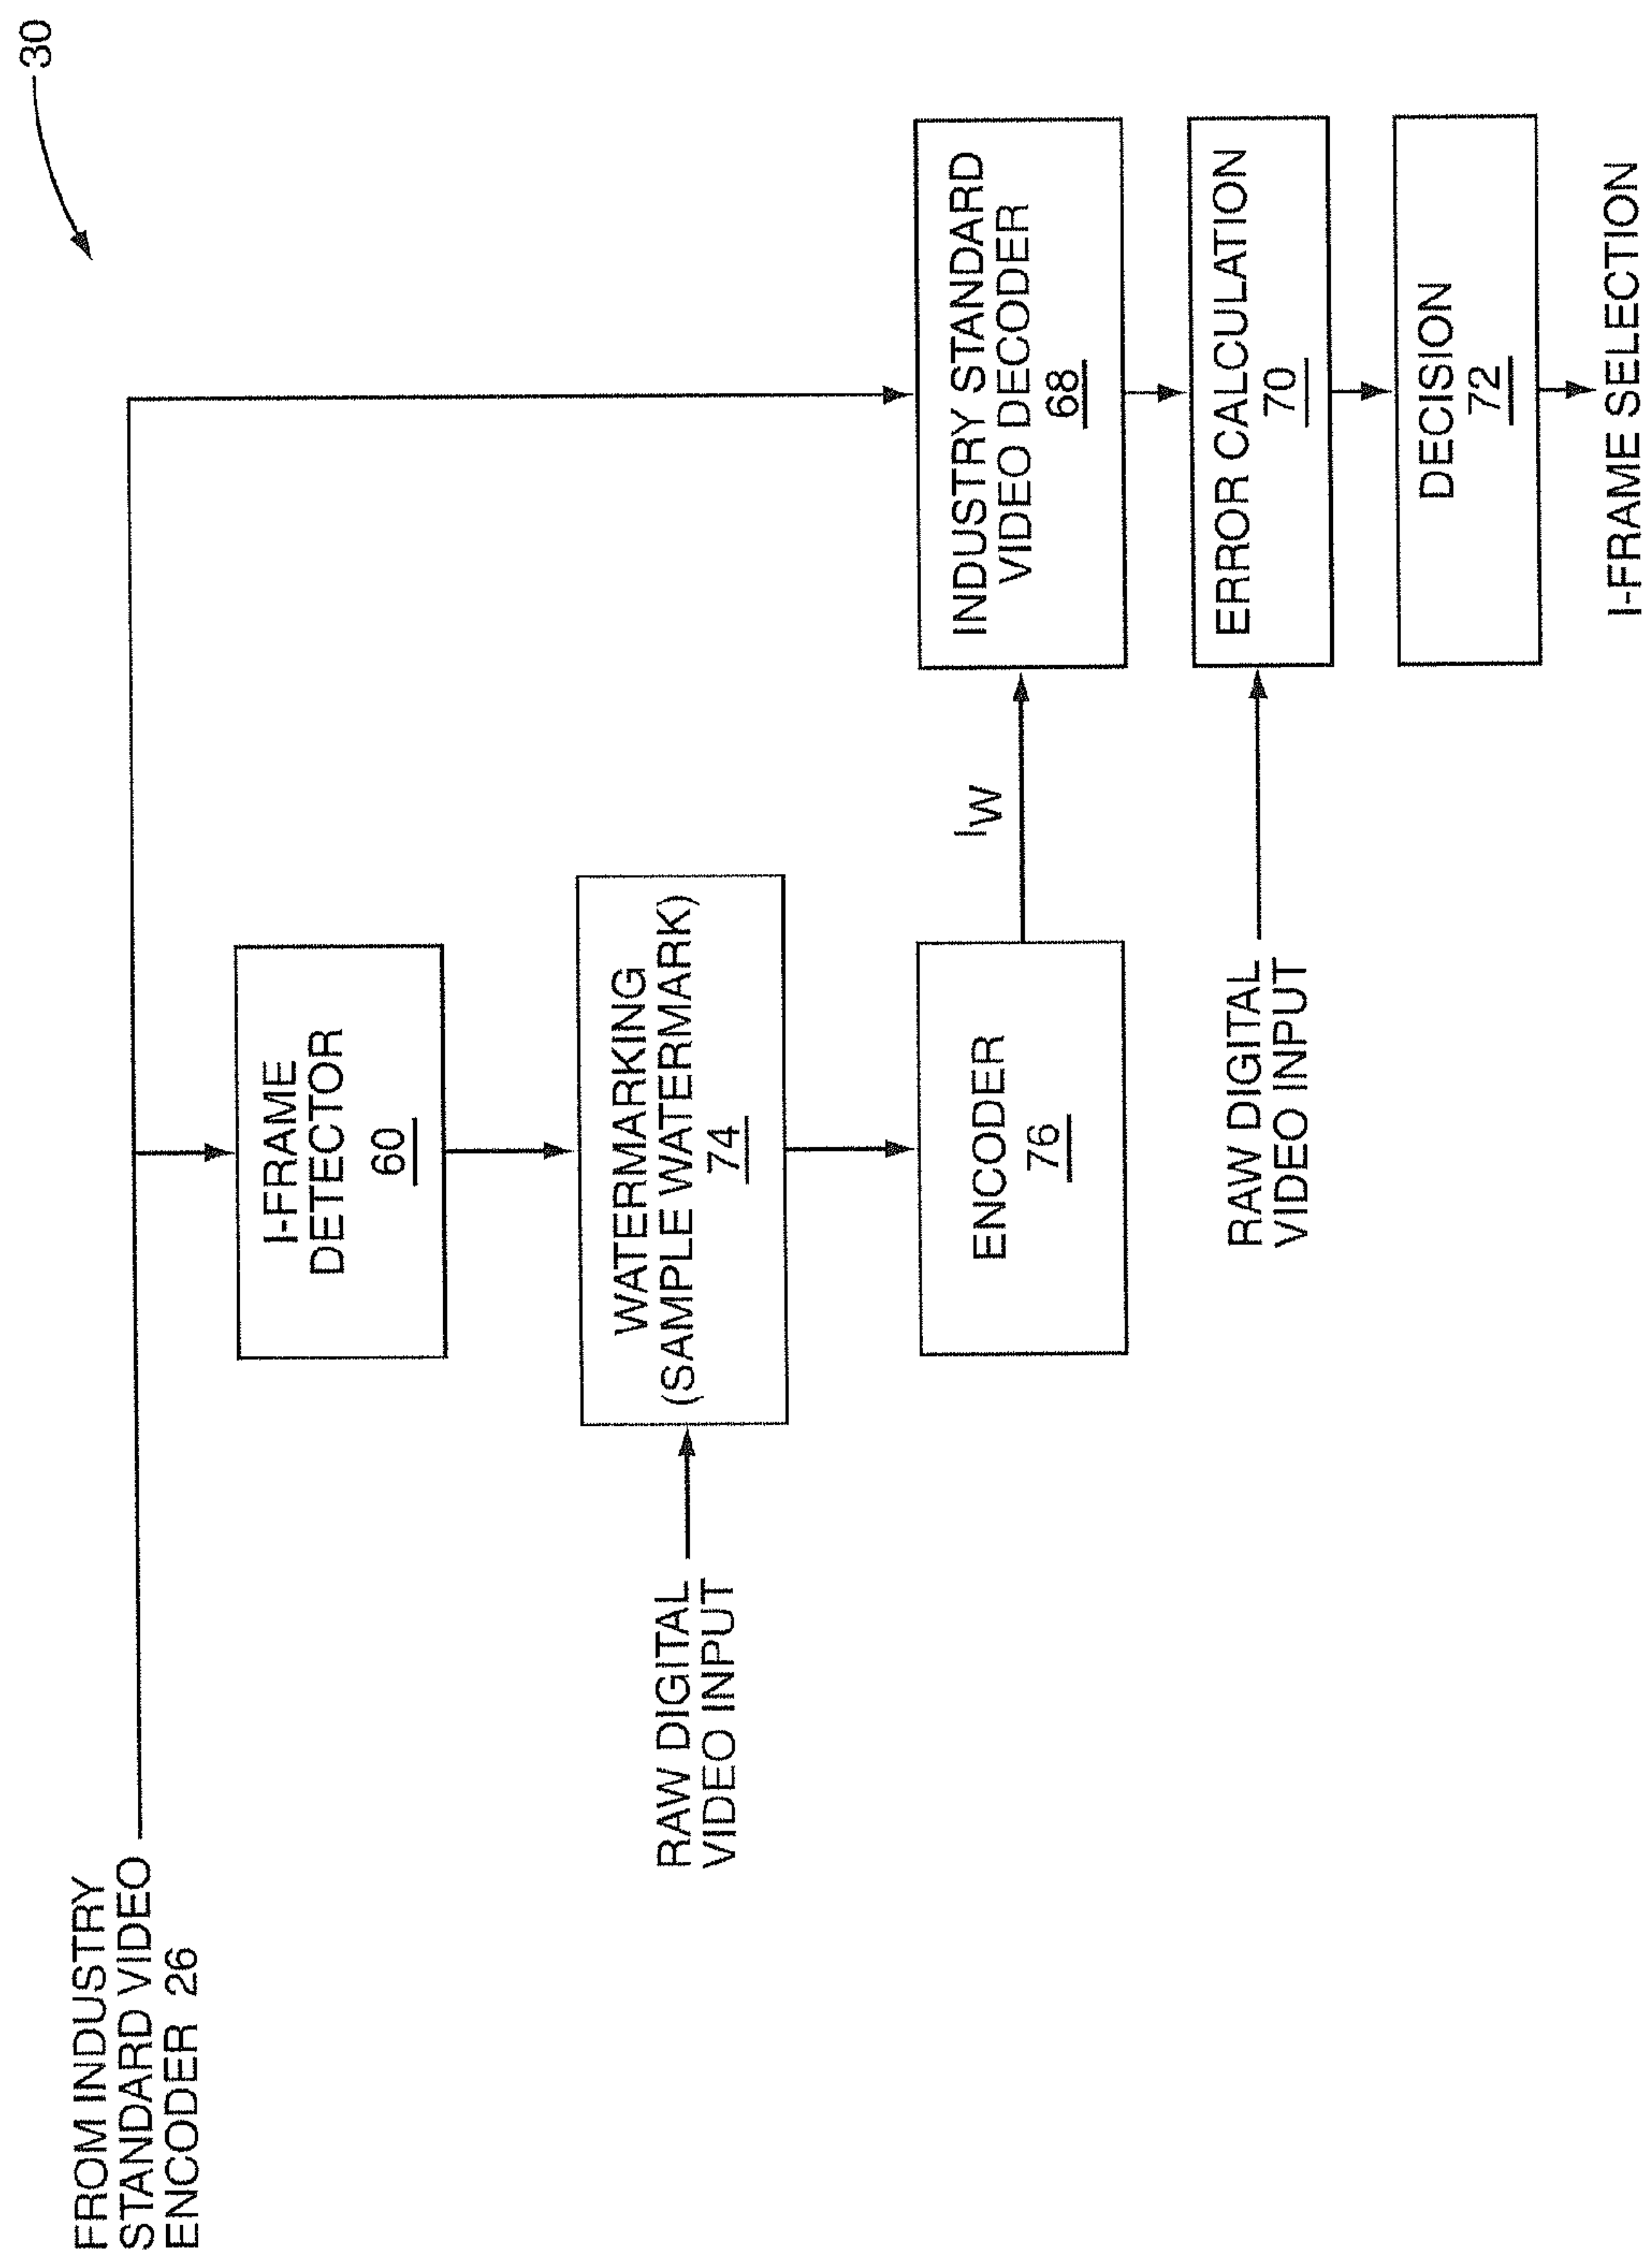 30
FROM INDUSTRY
STANDARD VIDEO
ENCODER 26
I-FRAME
DETECTOR
60
RAW DIGITAL
VIDEO INPUT
WATERMARKING
(SAMPLE WATERMARK)
74
ENCODER
76
IW
INDUSTRY STANDARD
VIDEO DECODER
68
RAW DIGITAL
VIDEO INPUT
ERROR CALCULATION
70
DECISION
72
I-FRAME SELECTION